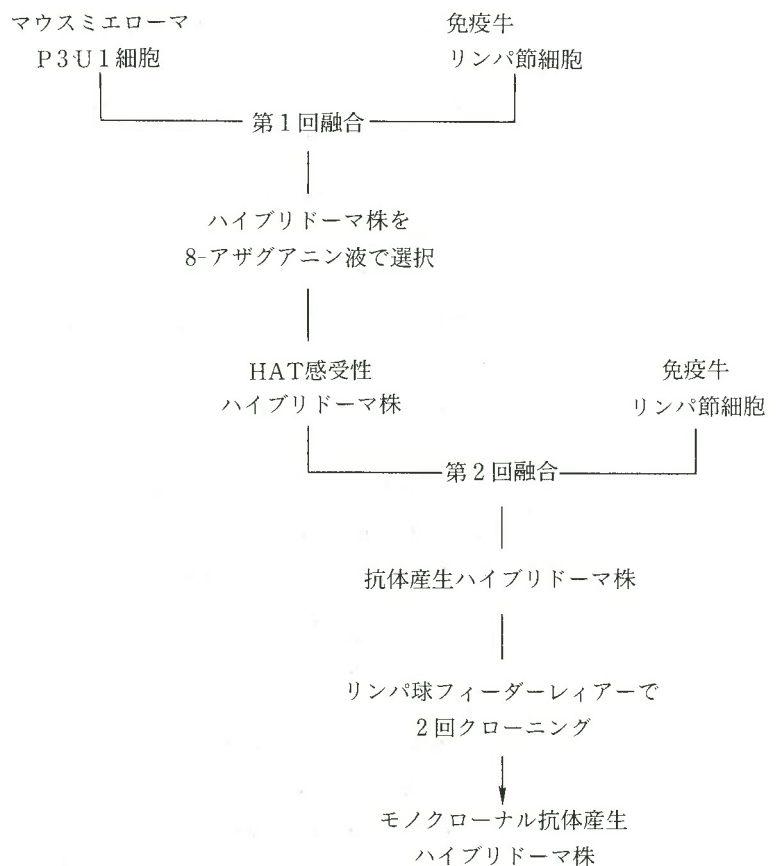 マウスミエローマ
P3U1細胞
免疫牛
リンパ節細胞
第1回融合
ハイブリドーマ株を
8-アザグアニン液で選択
HAT感受性
ハイブリドーマ株
免疫牛
リンパ節細胞
第2回融合
抗体産生ハイブリドーマ株
リンパ球フィーダーレィアーで
2回クローニング
モノクローナル抗体産生
ハイブリドーマ株